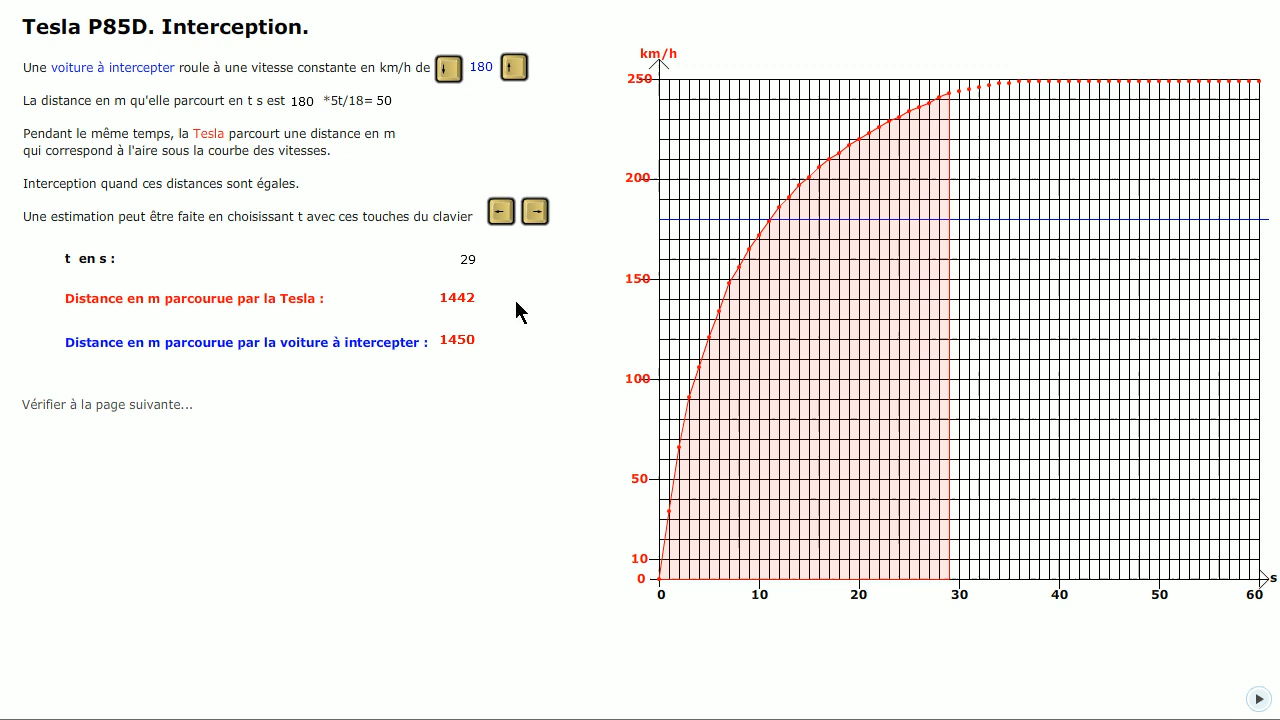 Tesla P85D. Interception.
Une voiture à intercepter roule à une vitesse constante en km/h de 180
La distance en m qu'elle parcourt en t s est 180 *5t/18= 50
Pendant le même temps, la Tesla parcourt une distance en m
qui correspond à l'aire sous la courbe des vitesses.
Interception quand ces distances sont égales.
Une estimation peut être faite en choisissant t avec ces touches du clavier
t en s : 29
Distance en m parcourue par la Tesla : 1442
Distance en m parcourue par la voiture à intercepter : 1450
Vérifier à la page suivante...
km/h
250
200
150
100
50
10
0
0 10 20 30 40 50 60
s